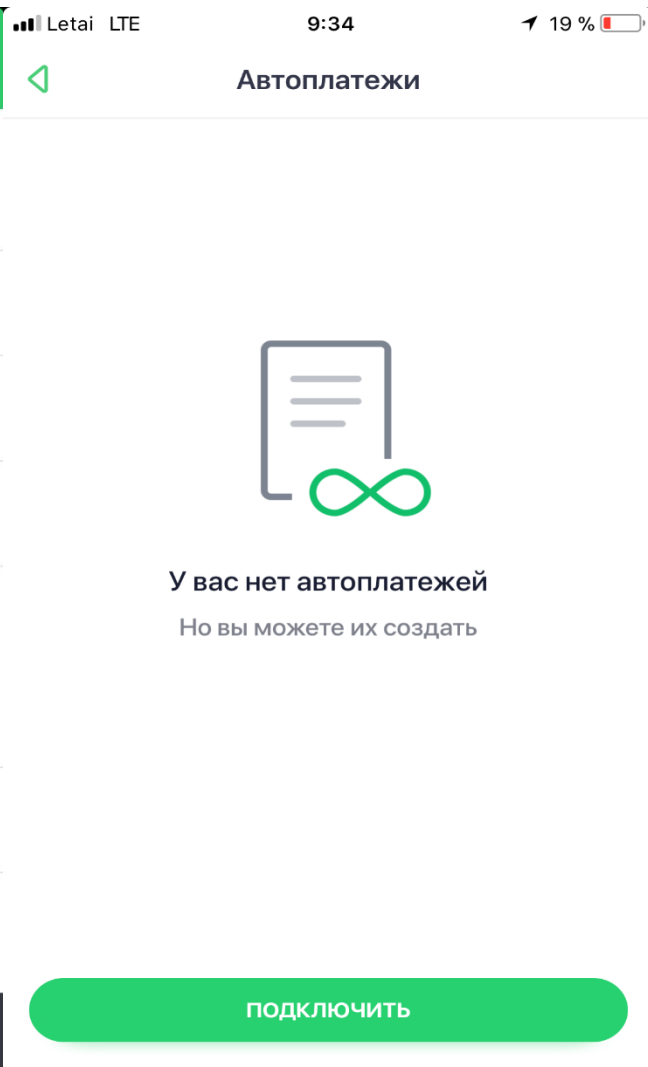 Letai LTE 9:34 19 %
Автоплатежи
У вас нет автоплатежей
Но вы можете их создать
ПОДКЛЮЧИТЬ